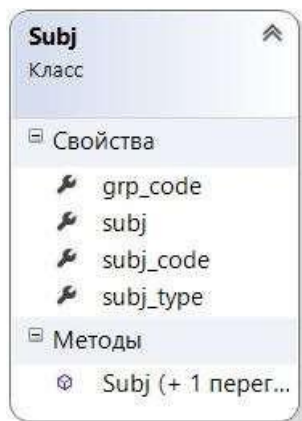 Subj
Класс
Свойства
grp_code
subj
subj_code
subj_type
Методы
Subj (+ 1 перег...